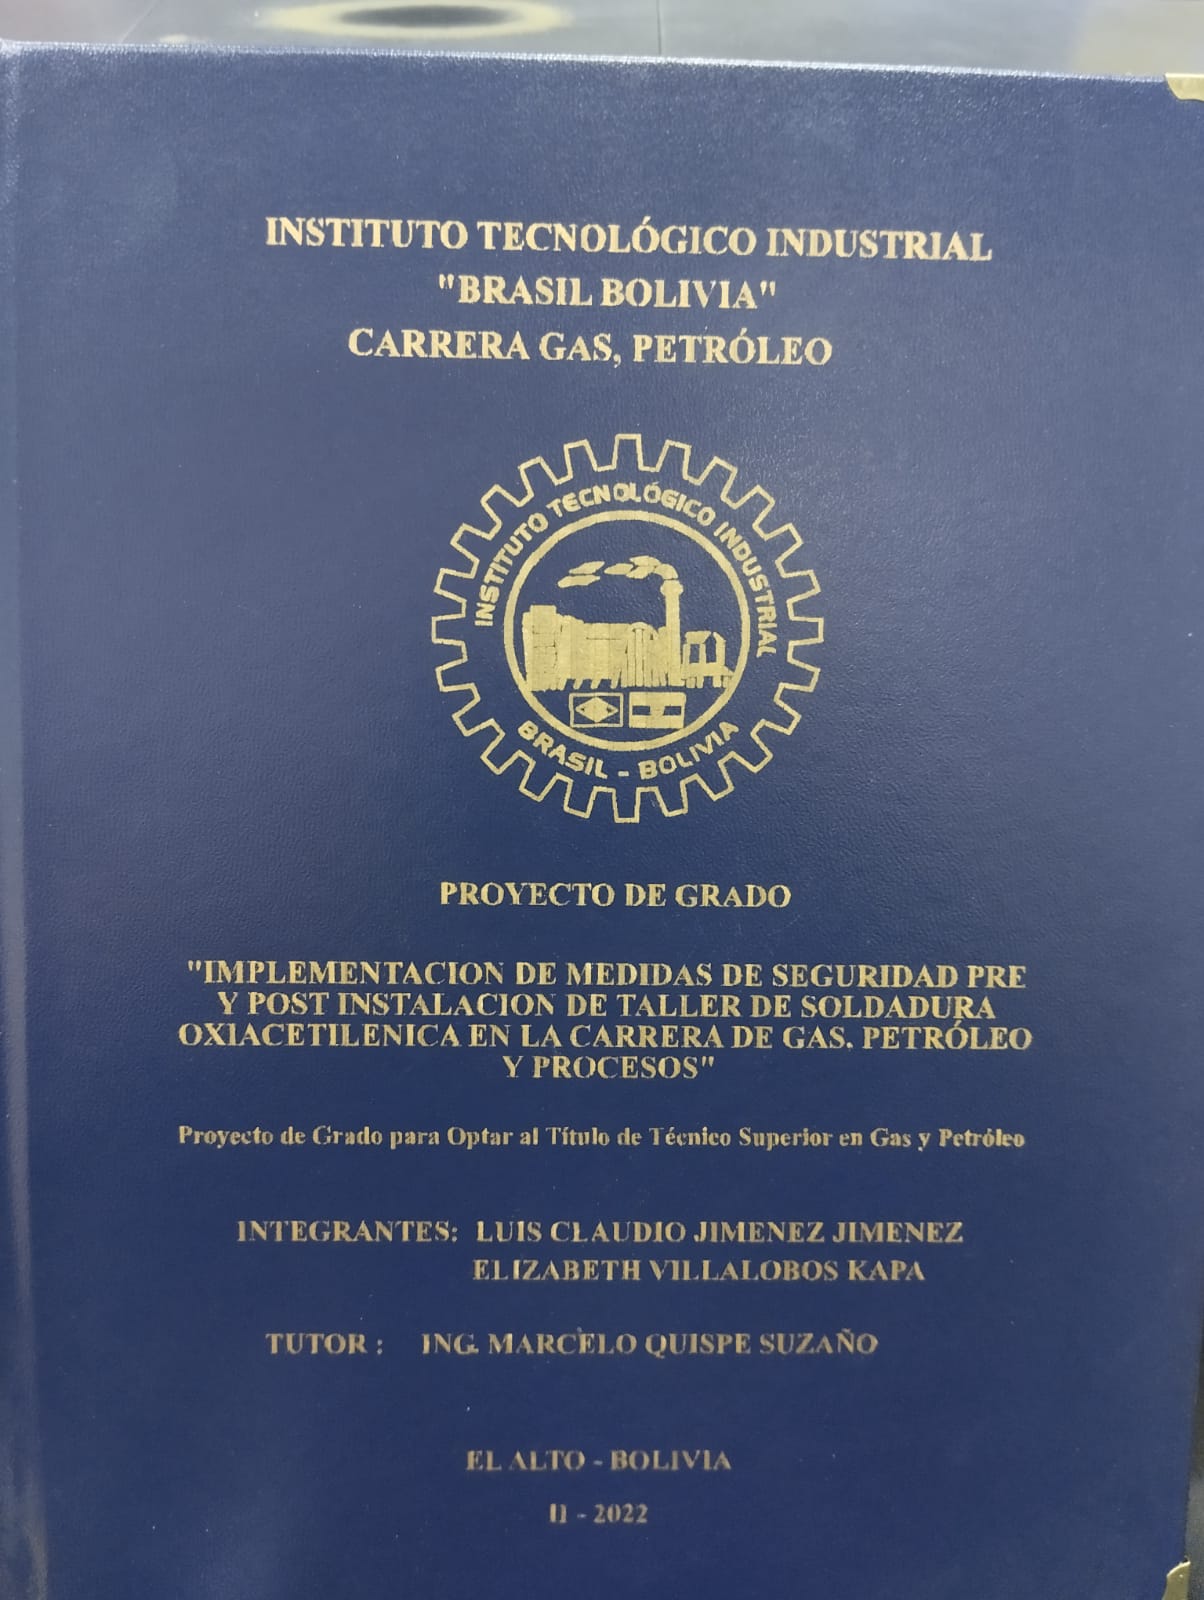 INSTITUTO TECNOLÓGICO INDUSTRIAL
"BRASIL BOLIVIA"
CARRERA GAS, PETRÓLEO
INSTITUTO TECNOLÓGICO INDUSTRIAL
BRASIL - BOLIVIA
PROYECTO DE GRADO
"IMPLEMENTACION DE MEDIDAS DE SEGURIDAD PRE
Y POST INSTALACION DE TALLER DE SOLDADURA
OXIACETILENICA EN LA CARRERA DE GAS, PETRÓLEO
Y PROCESOS"
Proyecto de Grado para Optar al Título de Técnico Superior en Gas y Petróleo
INTEGRANTES: LUIS CLAUDIO JIMENEZ JIMENEZ
ELIZABETH VILLALOBOS KAPA
TUTOR : ING. MARCELO QUISPE SUZAÑO
EL ALTO - BOLIVIA
II - 2022